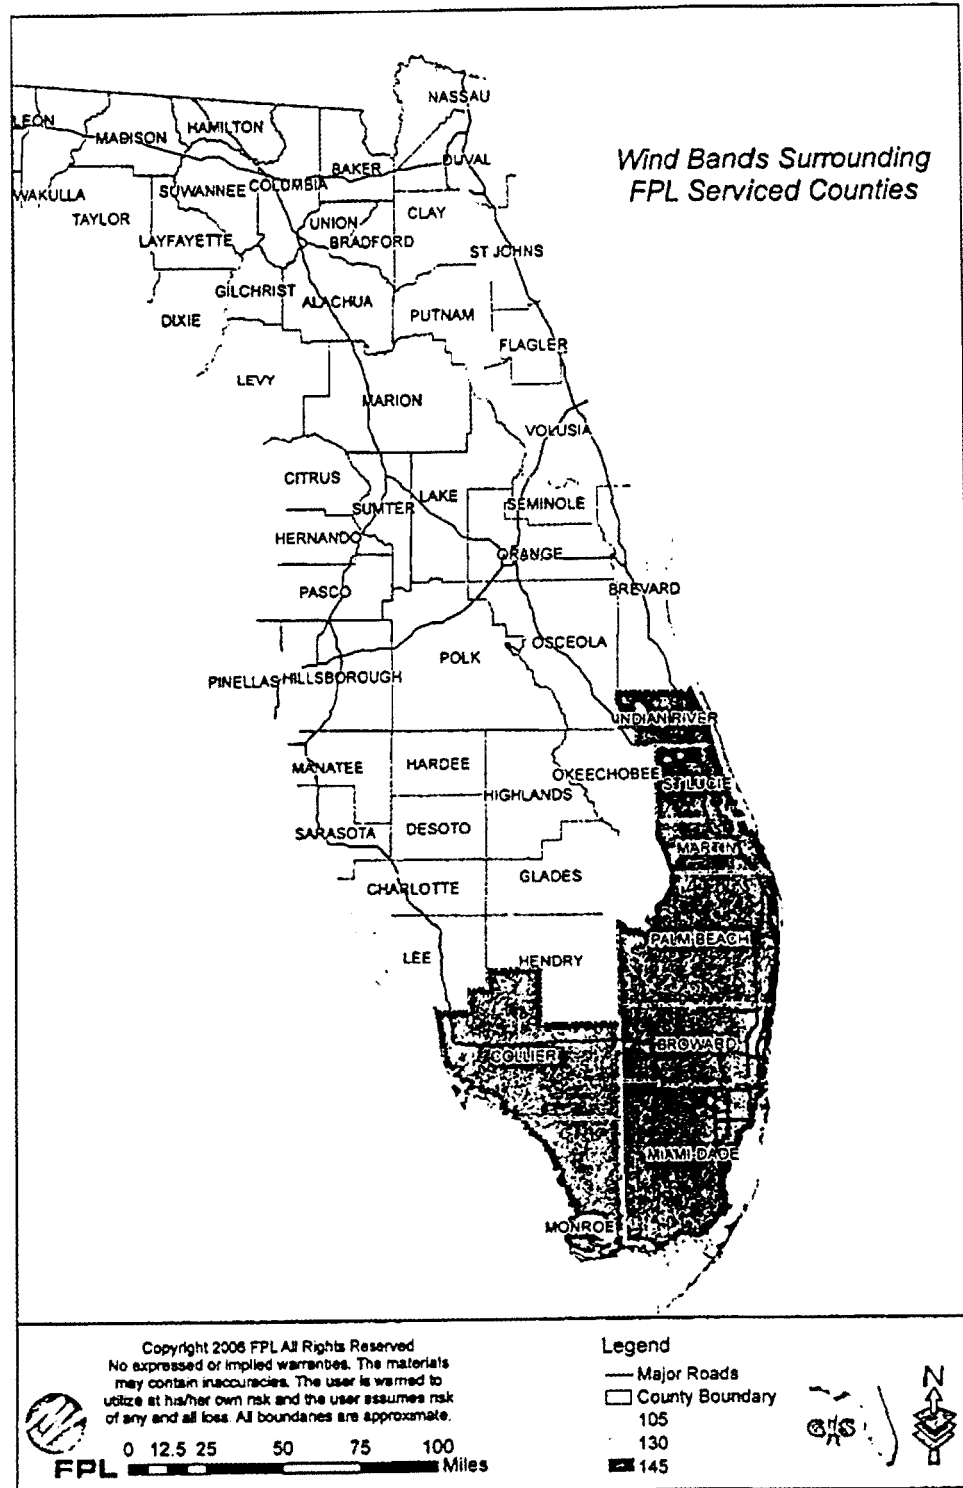 Wind Bands Surrounding
FPL Serviced Counties
NASSAU
LEON
MADISON
HAMILTON
BAKER
DUVAL
WAKULLA
TAYLOR
SUWANNEE
COLUMBIA
UNION
CLAY
LAYFAYETTE
BRADFORD
ST JOHNS
GILCHRIST
ALACHUA
DIXIE
PUTNAM
FLAGLER
LEVY
MARION
VOLUSIA
CITRUS
LAKE
SUMTER
SEMINOLE
HERNANDO
ORANGE
PASCO
BREVARD
OSCEOLA
POLK
PINELLAS
HILLSBOROUGH
INDIAN RIVER
MANATEE
HARDEE
OKEECHOBEE
HIGHLANDS
ST LUCIE
SARASOTA
DESOTO
MARTIN
CHARLOTTE
GLADES
PALM BEACH
LEE
HENDRY
BROWARD
COLLIER
MIAMI-DADE
MONROE
Copyright 2006 FPL All Rights Reserved
No expressed or implied warranties. The materials
may contain inaccuracies. The user is warned to
utilize at his/her own risk and the user assumes risk
of any and all loss. All boundaries are approximate.
FPL
0 12.5 25 50 75 100
Miles
Legend
Major Roads
County Boundary
105
130
145
GIS
N